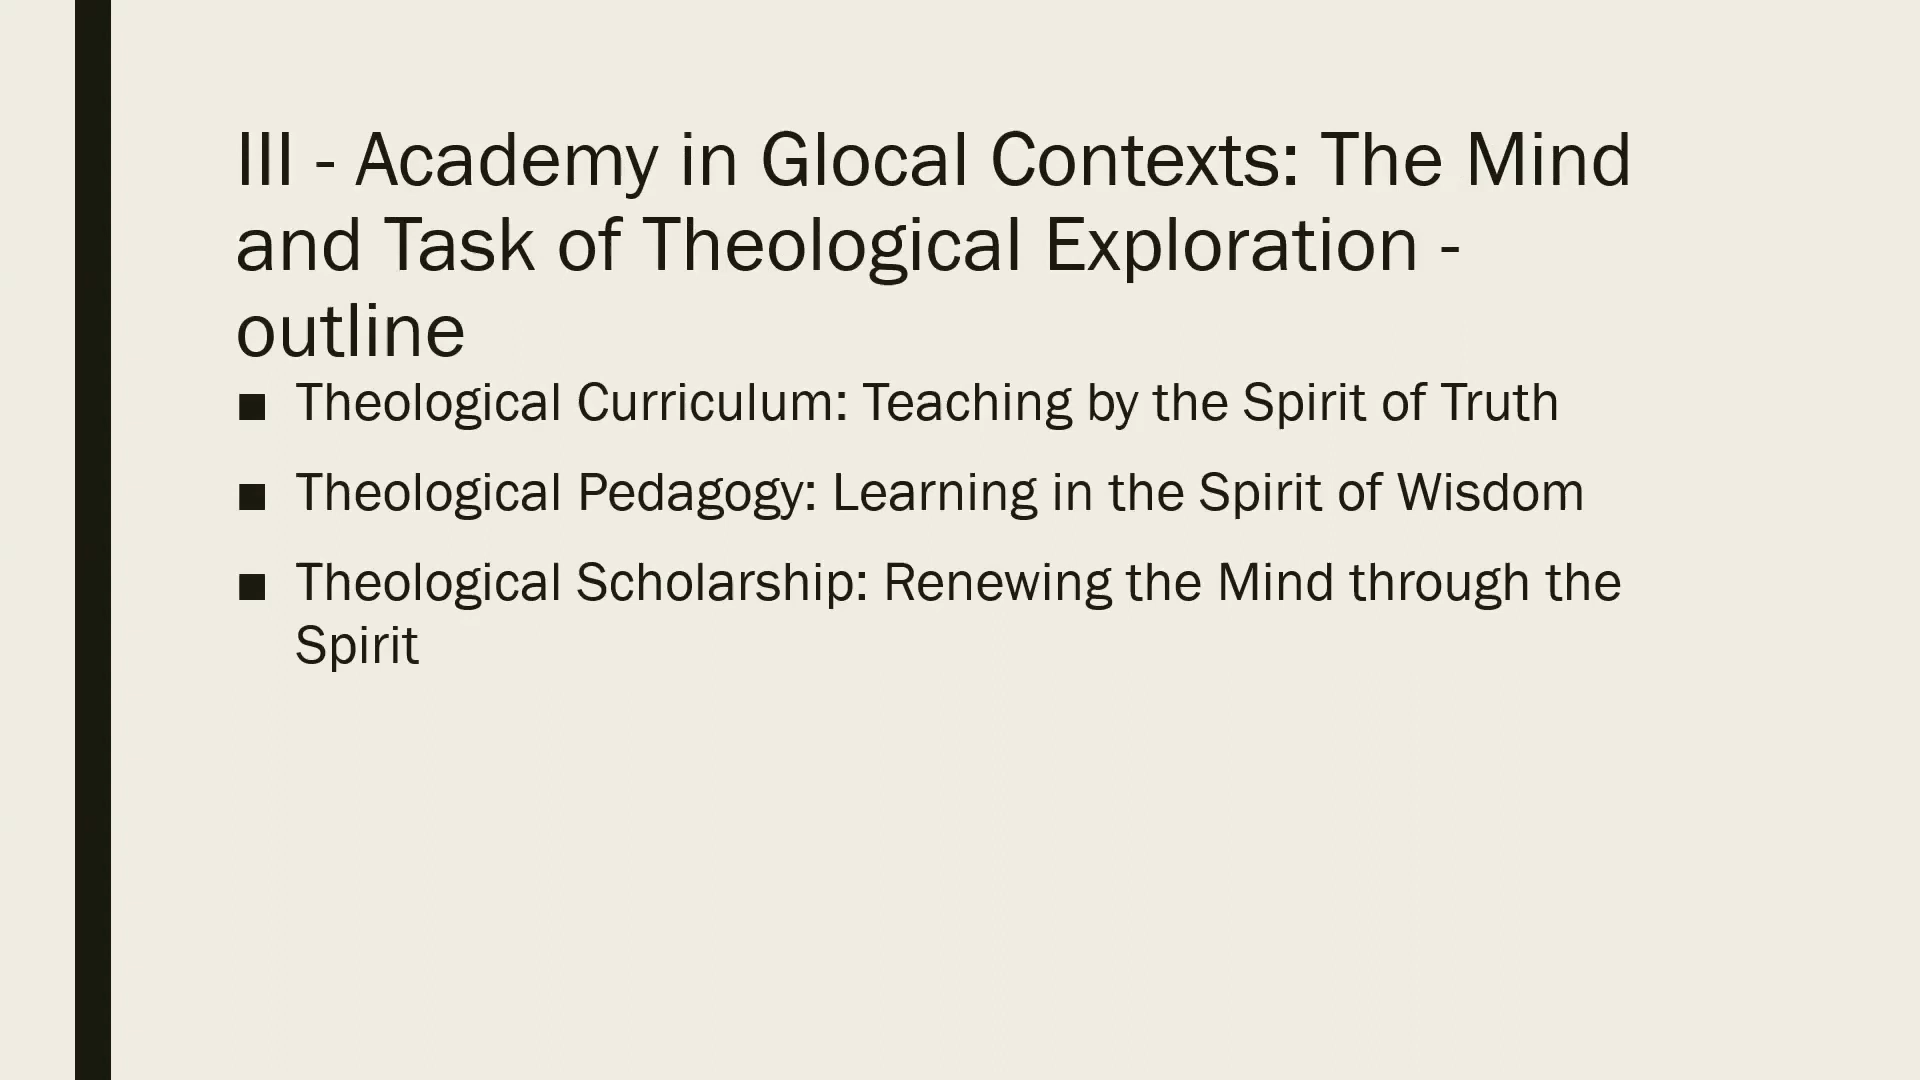 III - Academy in Glocal Contexts: The Mind
and Task of Theological Exploration -
outline
■ Theological Curriculum: Teaching by the Spirit of Truth
■ Theological Pedagogy: Learning in the Spirit of Wisdom
■ Theological Scholarship: Renewing the Mind through the
Spirit